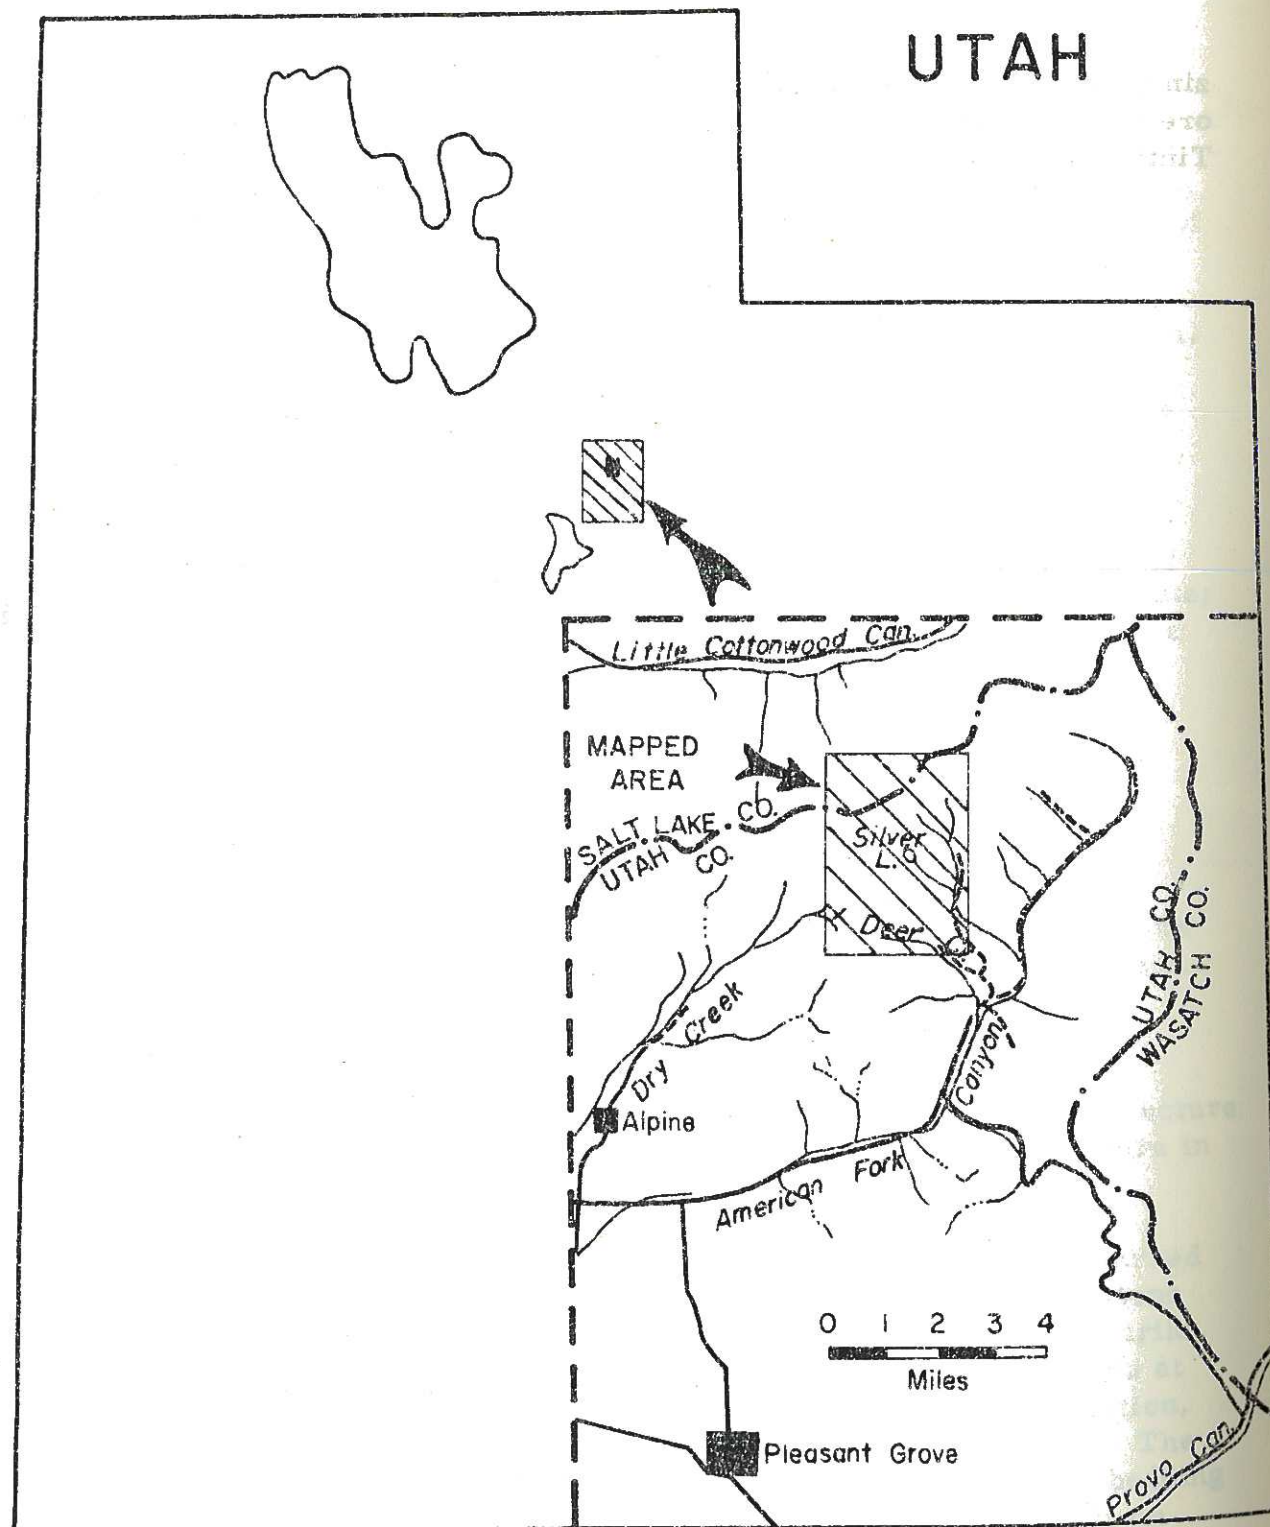 UTAH
Little Cottonwood Can.
MAPPED
AREA
SALT LAKE CO.
UTAH CO.
Silver
L.
Deer
UTAH CO.
WASATCH CO.
Dry Creek
Canyon
Alpine
American Fork
0 1 2 3 4
Miles
Pleasant Grove
Provo Can.